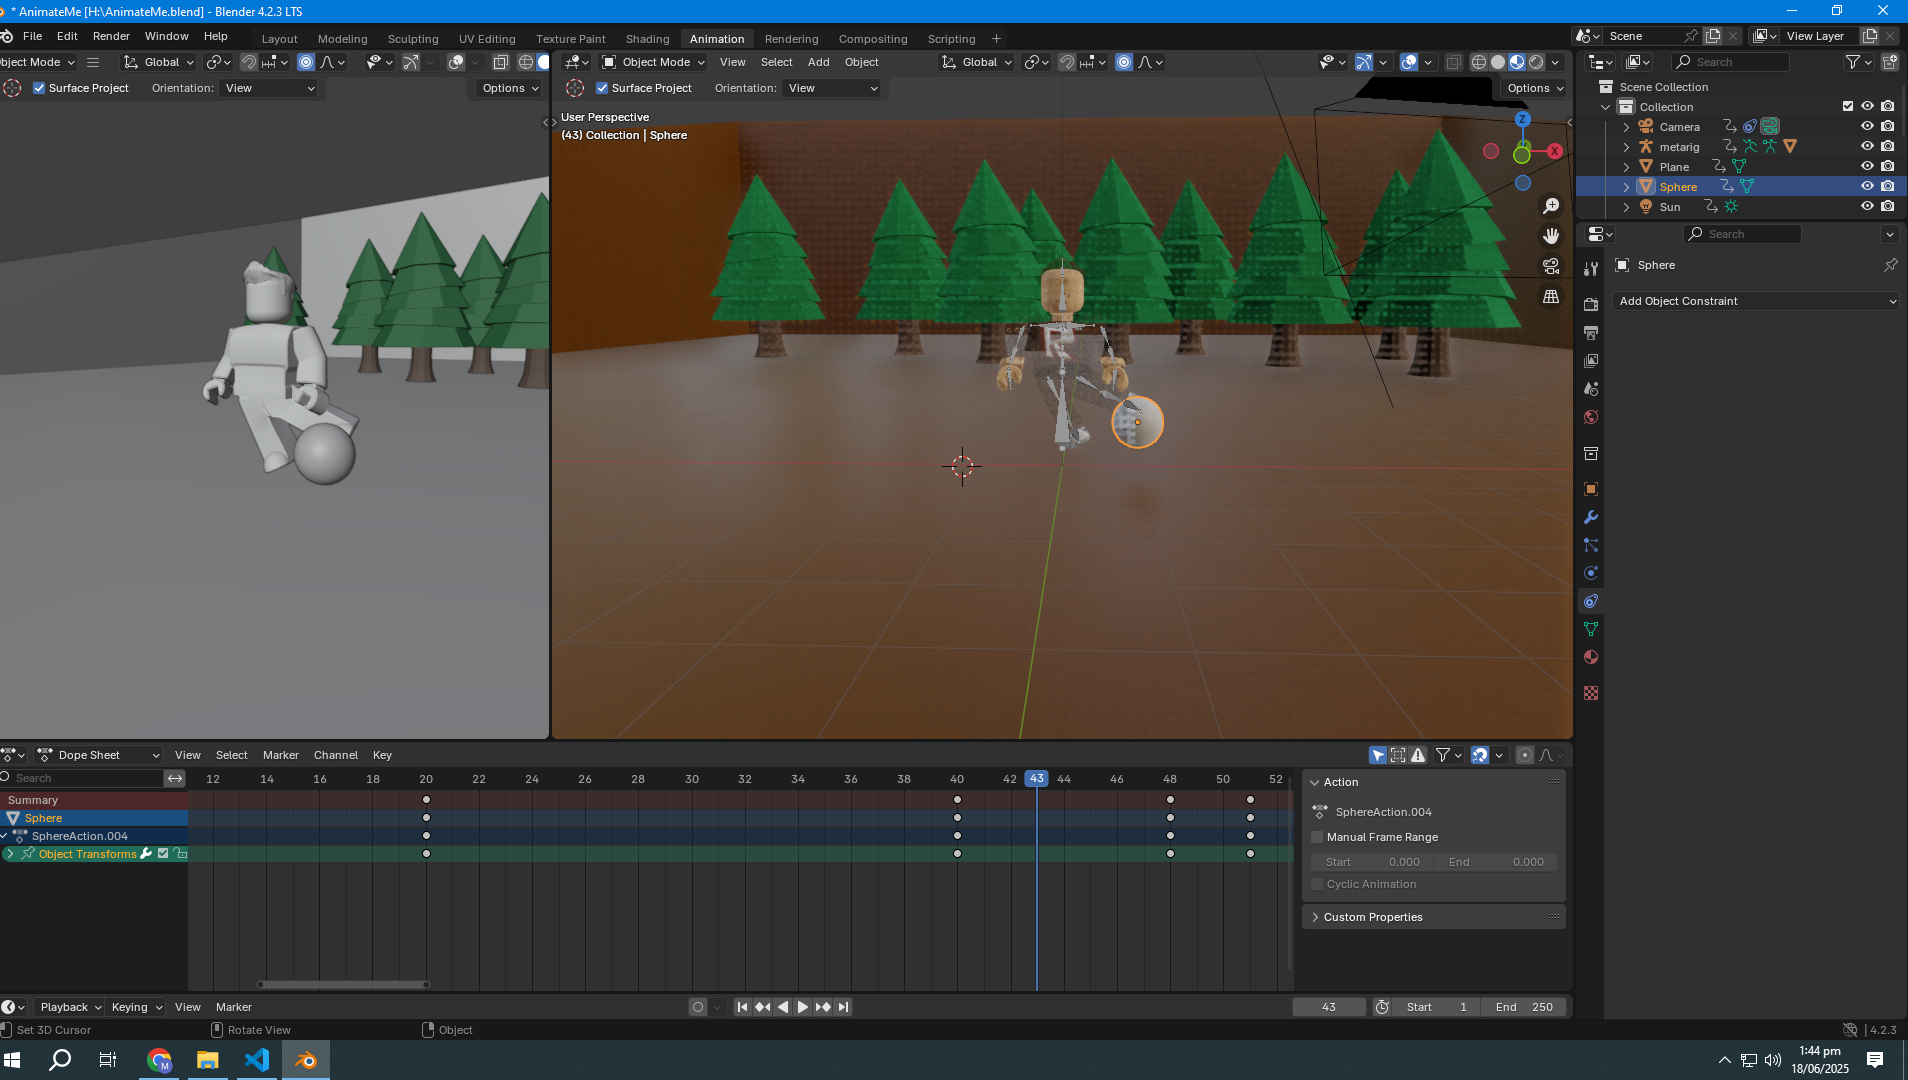 * AnimateMe [H:\AnimateMe.blend] - Blender 4.2.3 LTS
File Edit Render Window Help Layout Modeling Sculpting UV Editing Texture Paint Shading Animation Rendering Compositing Scripting + Scene View Layer
bject Mode Global Object Mode View Select Add Object Global Search
Surface Project Orientation: View Options Surface Project Orientation: View Options
Scene Collection
Collection
Camera
metarig
Plane
Sphere
Sun
User Perspective
(43) Collection | Sphere
Z
X
Search
Sphere
Add Object Constraint
Dope Sheet View Select Marker Channel Key
Search
12 14 16 18 20 22 24 26 28 30 32 34 36 38 40 42 43 44 46 48 50 52
Summary
Sphere
SphereAction.004
Object Transforms
Action
SphereAction.004
Manual Frame Range
Start 0.000 End 0.000
Cyclic Animation
Custom Properties
Playback Keying View Marker 43 Start 1 End 250
Set 3D Cursor Rotate View Object 4.2.3
M
1:44 pm
18/06/2025